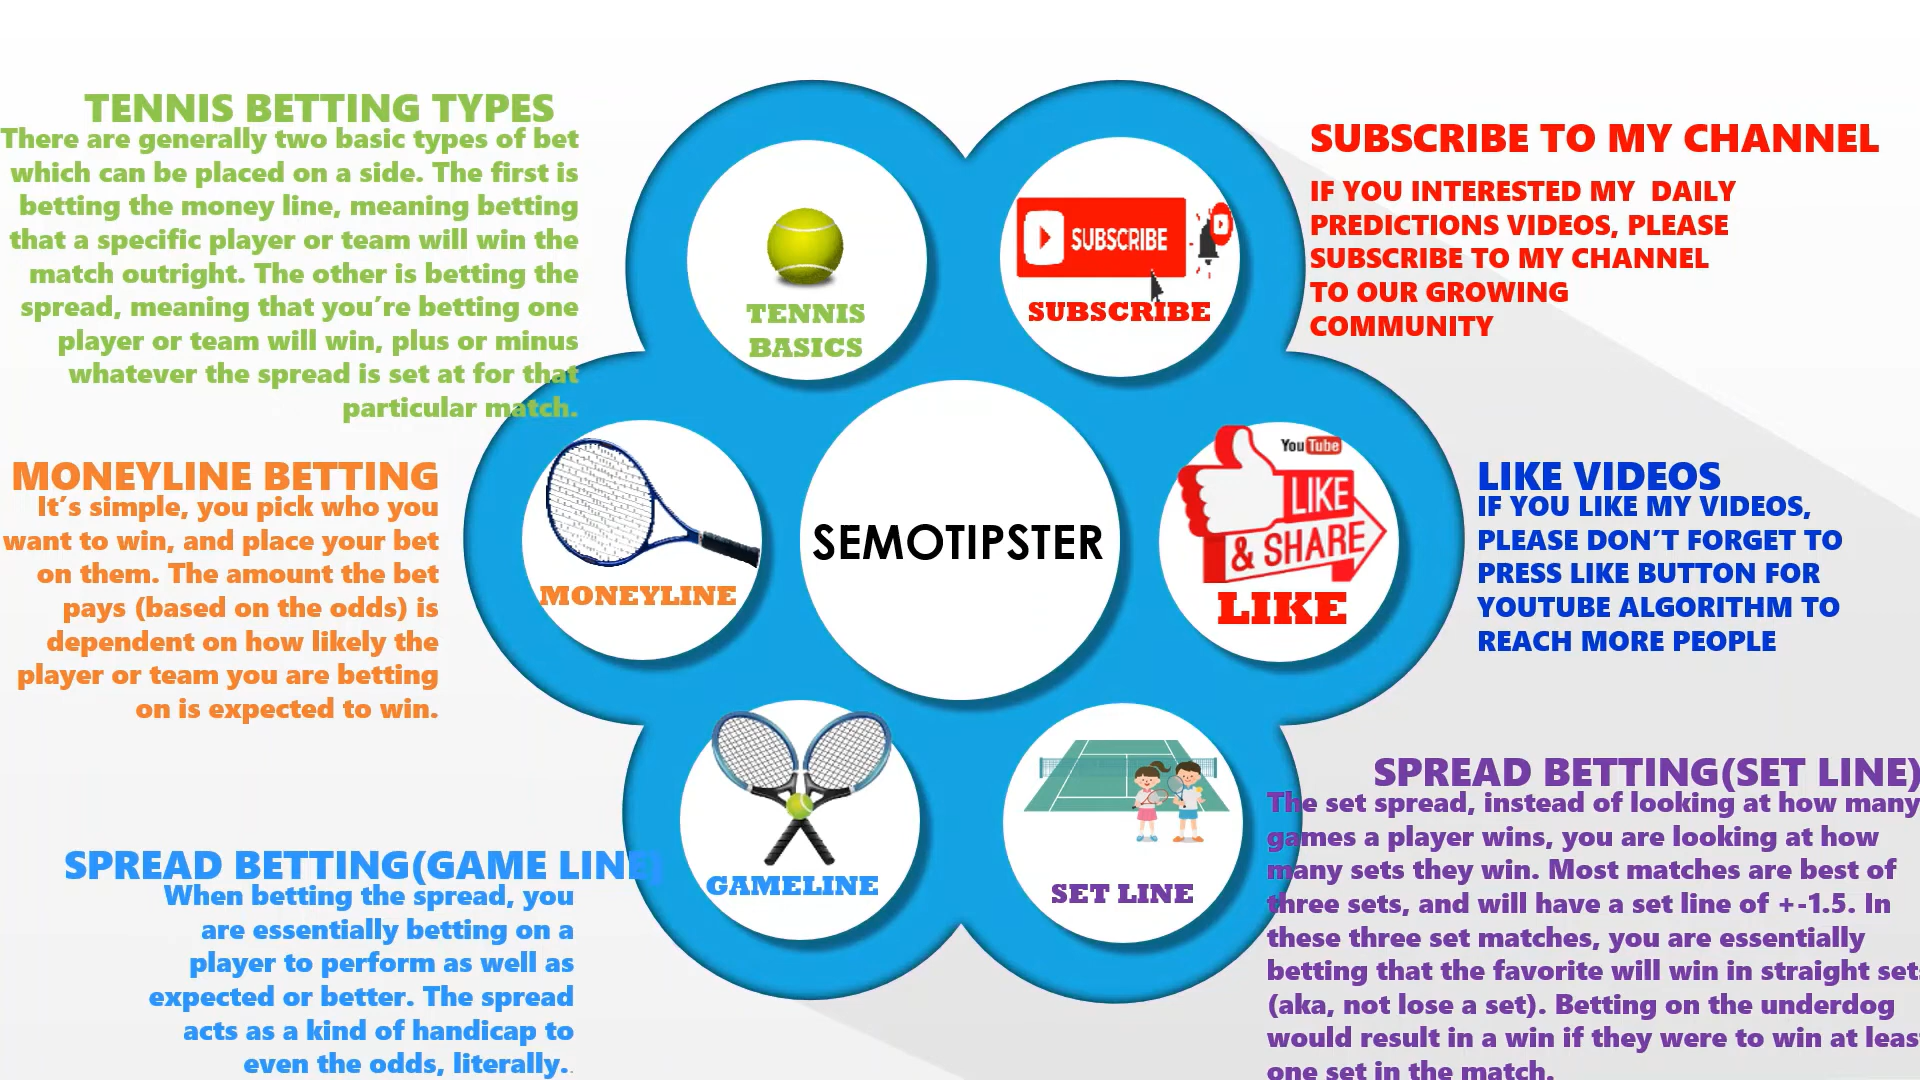 TENNIS BETTING TYPES
There are generally two basic types of bet
which can be placed on a side. The first is
betting the money line, meaning betting
that a specific player or team will win the
match outright. The other is betting the
spread, meaning that you’re betting one
player or team will win, plus or minus
whatever the spread is set at for that
particular match.
MONEYLINE BETTING
It’s simple, you pick who you
want to win, and place your bet
on them. The amount the bet
pays (based on the odds) is
dependent on how likely the
player or team you are betting
on is expected to win.
SPREAD BETTING(GAME LINE)
When betting the spread, you
are essentially betting on a
player to perform as well as
expected or better. The spread
acts as a kind of handicap to
even the odds, literally..
TENNIS
BASICS
SUBSCRIBE
SUBSCRIBE
MONEYLINE
SEMOTIPSTER
YouTube
LIKE
& SHARE
LIKE
GAMELINE
SET LINE
SUBSCRIBE TO MY CHANNEL
IF YOU INTERESTED MY DAILY
PREDICTIONS VIDEOS, PLEASE
SUBSCRIBE TO MY CHANNEL
TO OUR GROWING
COMMUNITY
LIKE VIDEOS
IF YOU LIKE MY VIDEOS,
PLEASE DON’T FORGET TO
PRESS LIKE BUTTON FOR
YOUTUBE ALGORITHM TO
REACH MORE PEOPLE
SPREAD BETTING(SET LINE)
The set spread, instead of looking at how many
games a player wins, you are looking at how
many sets they win. Most matches are best of
three sets, and will have a set line of +-1.5. In
these three set matches, you are essentially
betting that the favorite will win in straight sets
(aka, not lose a set). Betting on the underdog
would result in a win if they were to win at least
one set in the match.